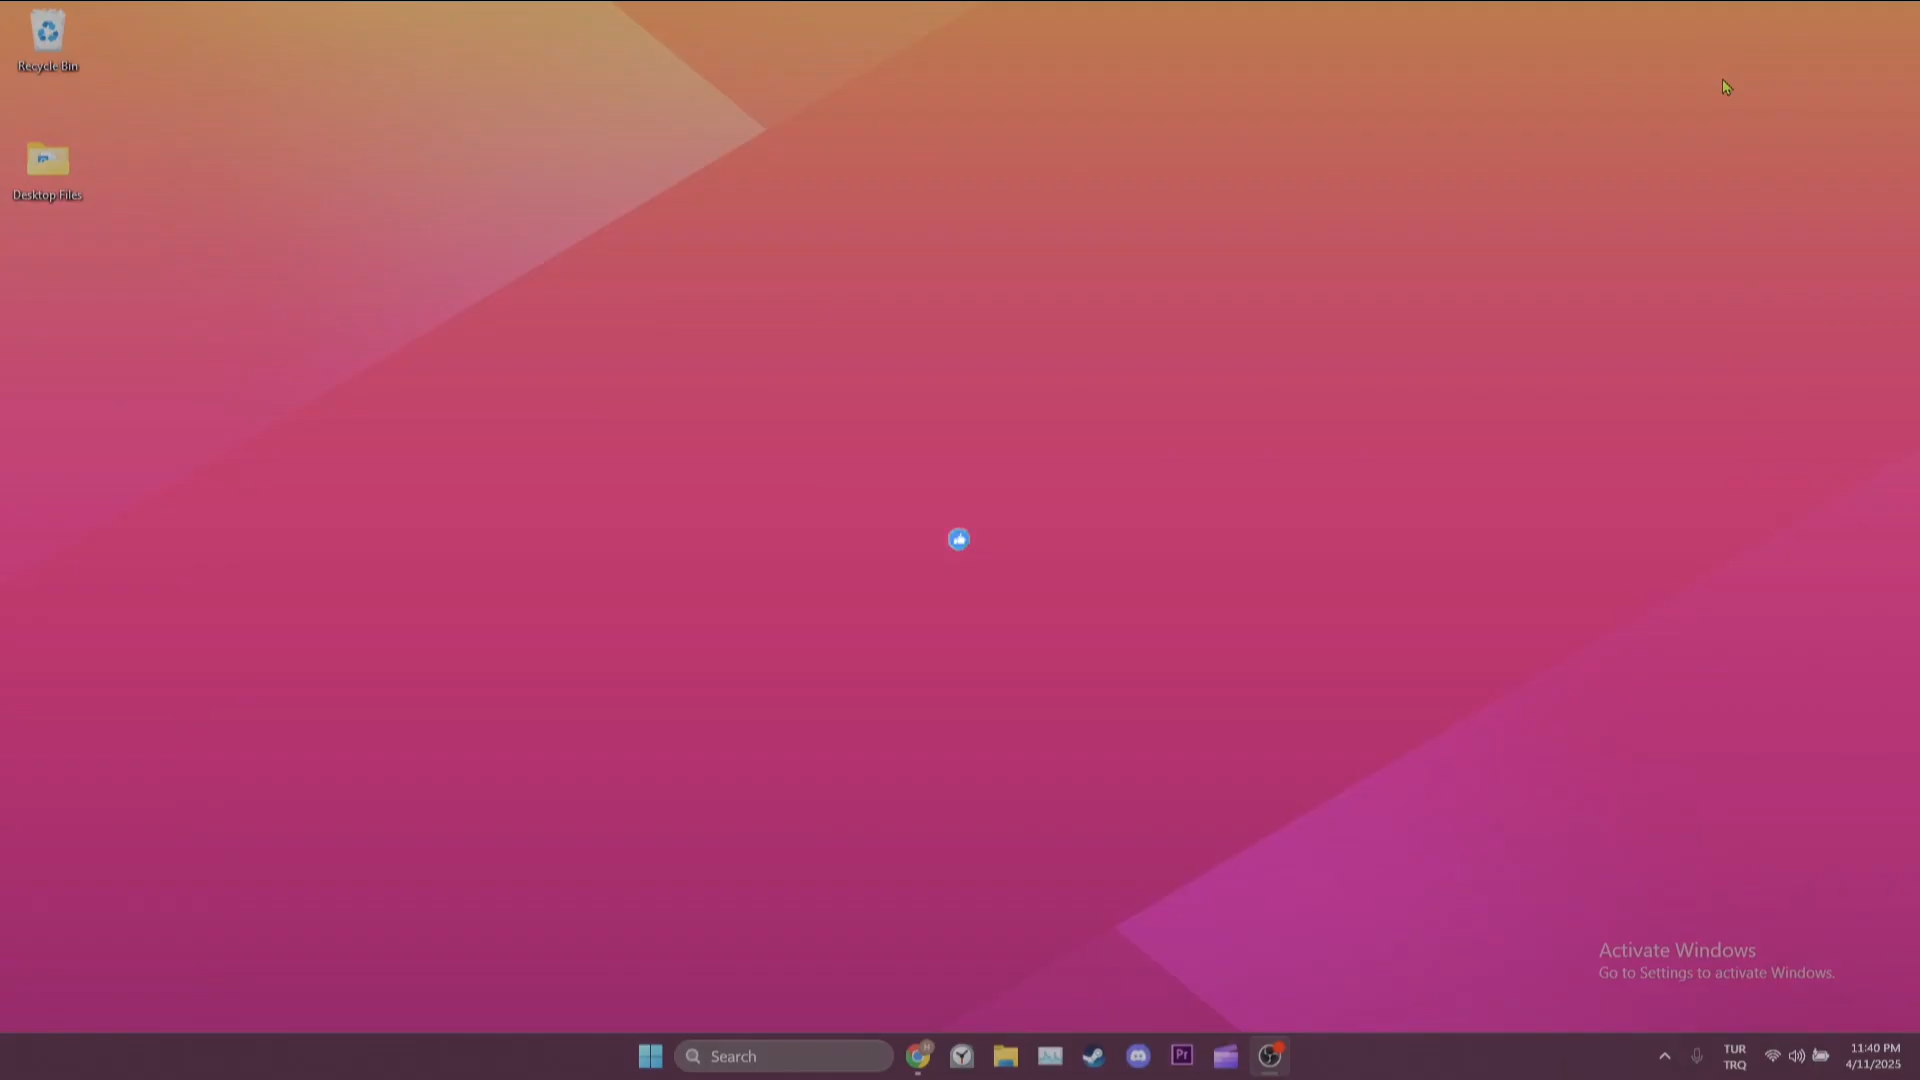 Recycle Bin
Desktop Files
Activate Windows
Go to Settings to activate Windows.
Search
H
Pr
TUR
TRQ
11:40 PM
4/11/2025